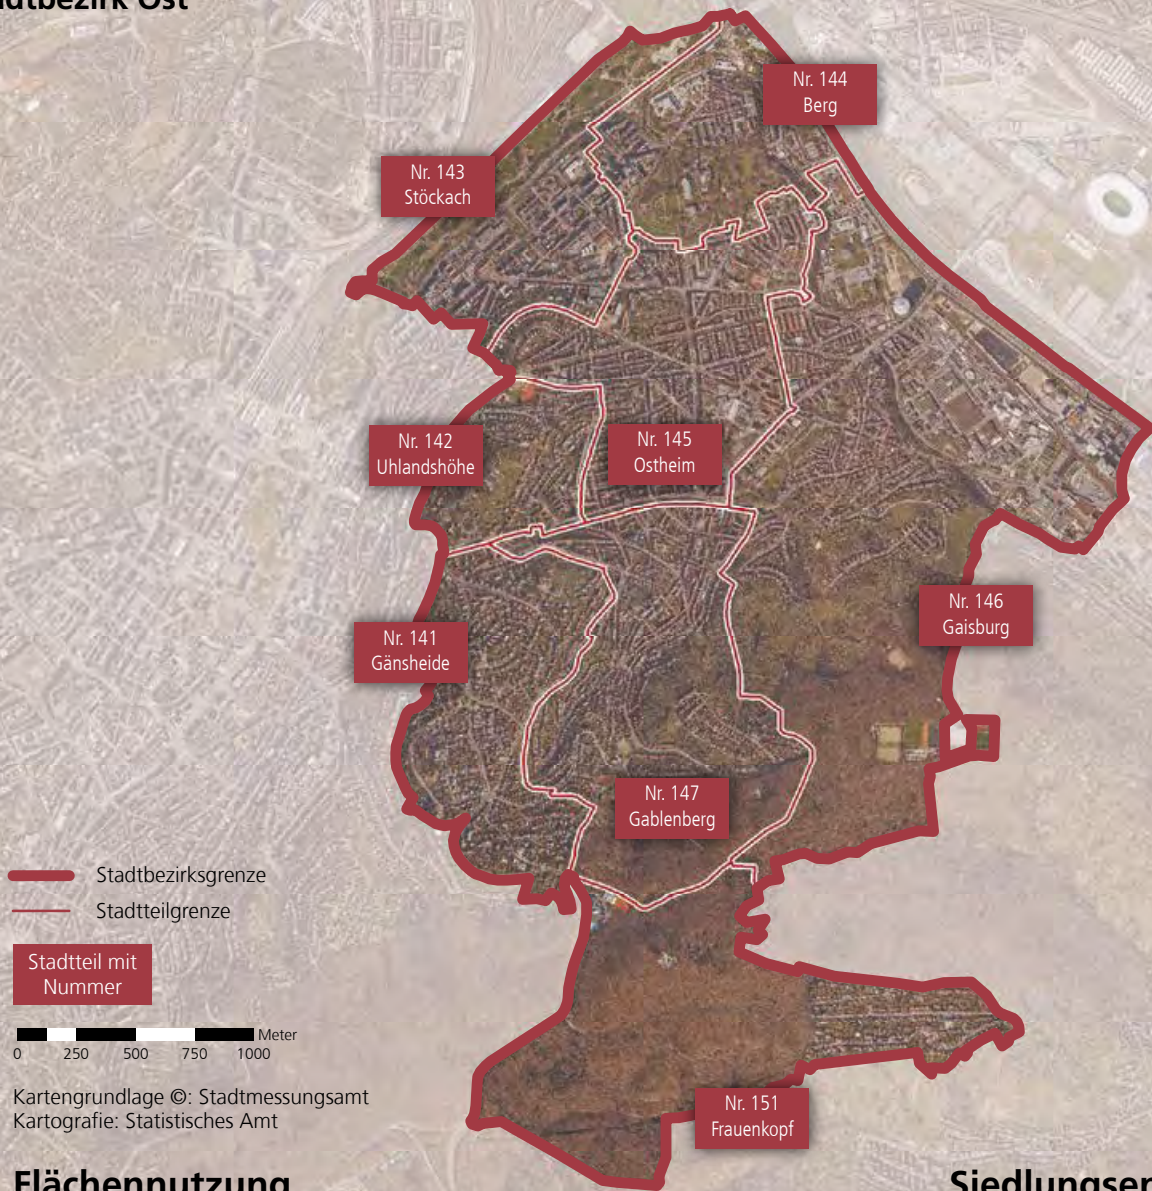 Nr. 144
Berg
Nr. 143
Stöckach
Nr. 142
Uhlandshöhe
Nr. 145
Ostheim
Nr. 146
Gaisburg
Nr. 141
Gänsheide
Nr. 147
Gablenberg
Stadtbezirksgrenze
Stadtteilgrenze
Stadtteil mit
Nummer
Meter
0 250 500 750 1000
Kartengrundlage ©: Stadtmessungsamt
Kartografie: Statistisches Amt
Nr. 151
Frauenkopf
Flächennutzung